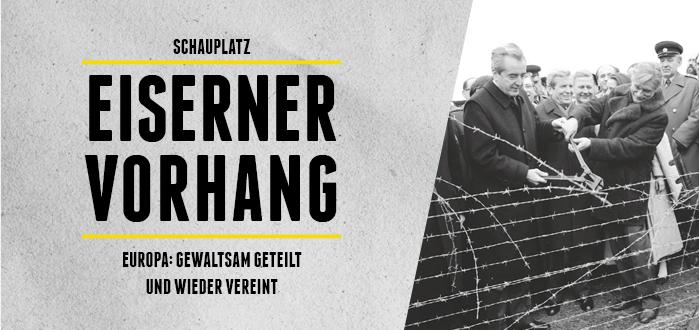 SCHAUPLATZ
EISERNER
VORHANG
EUROPA: GEWALTSAM GETEILT
UND WIEDER VEREINT